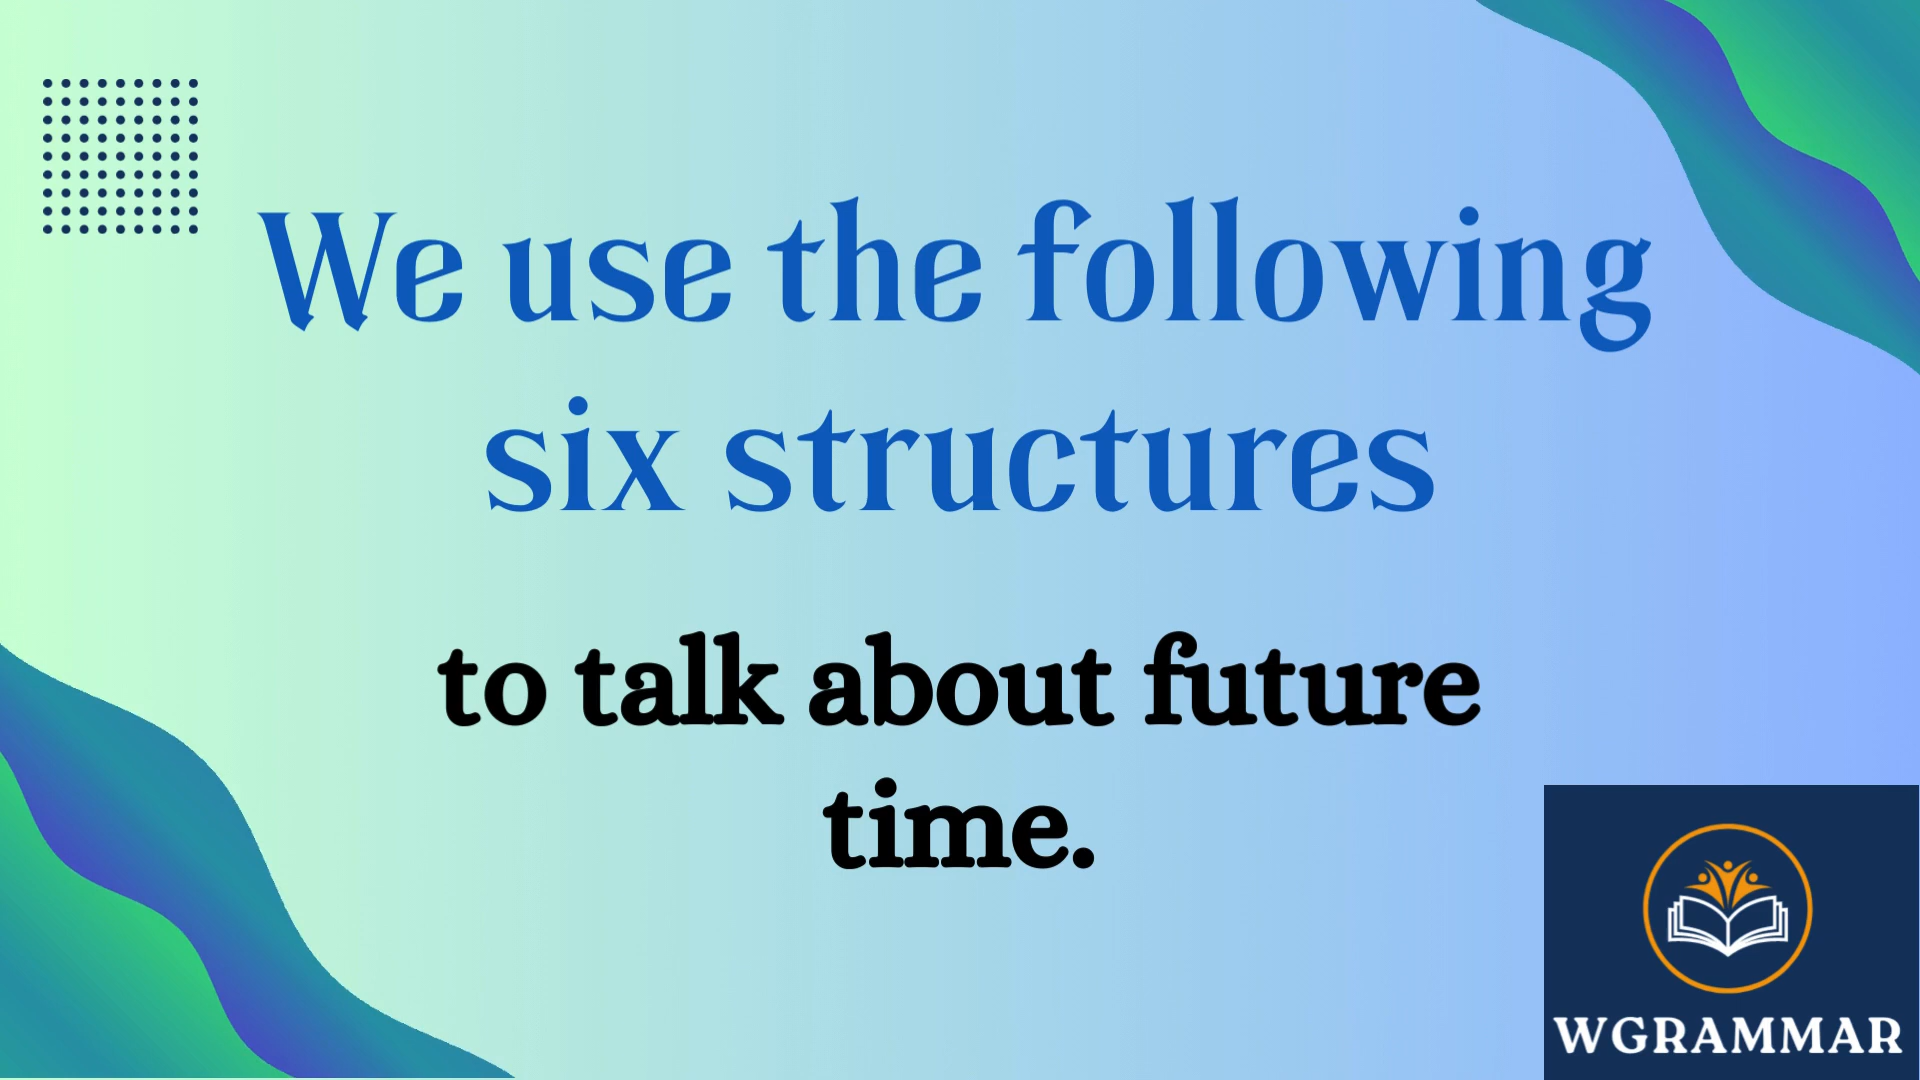 We use the following
six structures
to talk about future
time.
WGRAMMAR